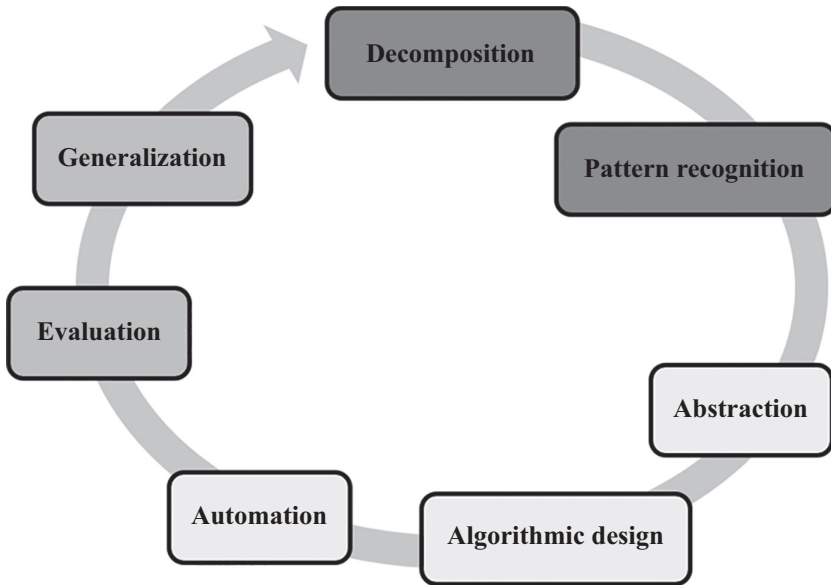 Decomposition
Pattern recognition
Abstraction
Algorithmic design
Automation
Evaluation
Generalization